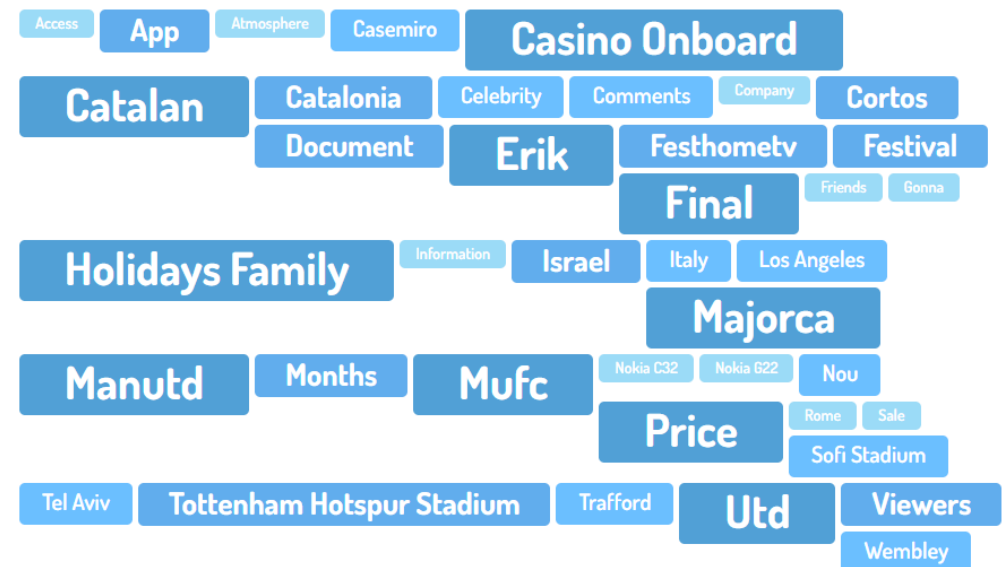 Access App Atmosphere Casemiro Casino Onboard
Catalan Catalonia Celebrity Comments Company Cortos
Document Erik Festhometv Festival
Final Friends Gonna
Holidays Family Information Israel Italy Los Angeles
Majorca
Manutd Months Mufc Nokia C32 Nokia G22 Nou
Price Rome Sale
Sofi Stadium
Tel Aviv Tottenham Hotspur Stadium Trafford Utd Viewers
Wembley